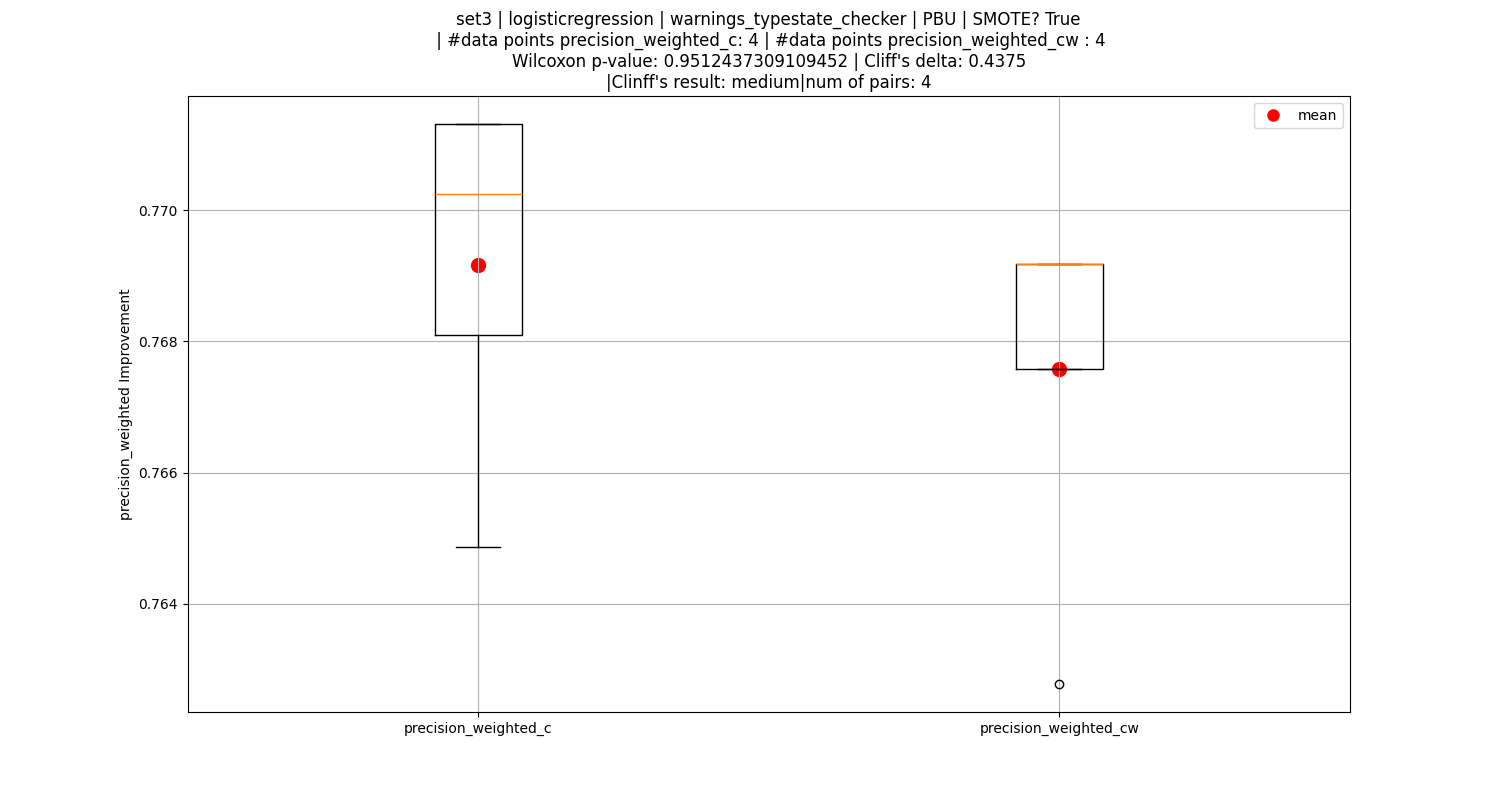 set3 | logisticregression | warnings_typestate_checker | PBU | SMOTE? True
| #data points precision_weighted_c: 4 | #data points precision_weighted_cw : 4
Wilcoxon p-value: 0.9512437309109452 | Cliff's delta: 0.4375
|Clinff's result: medium|num of pairs: 4
mean
0.770
0.768
0.766
0.764
precision_weighted Improvement
precision_weighted_c
precision_weighted_cw